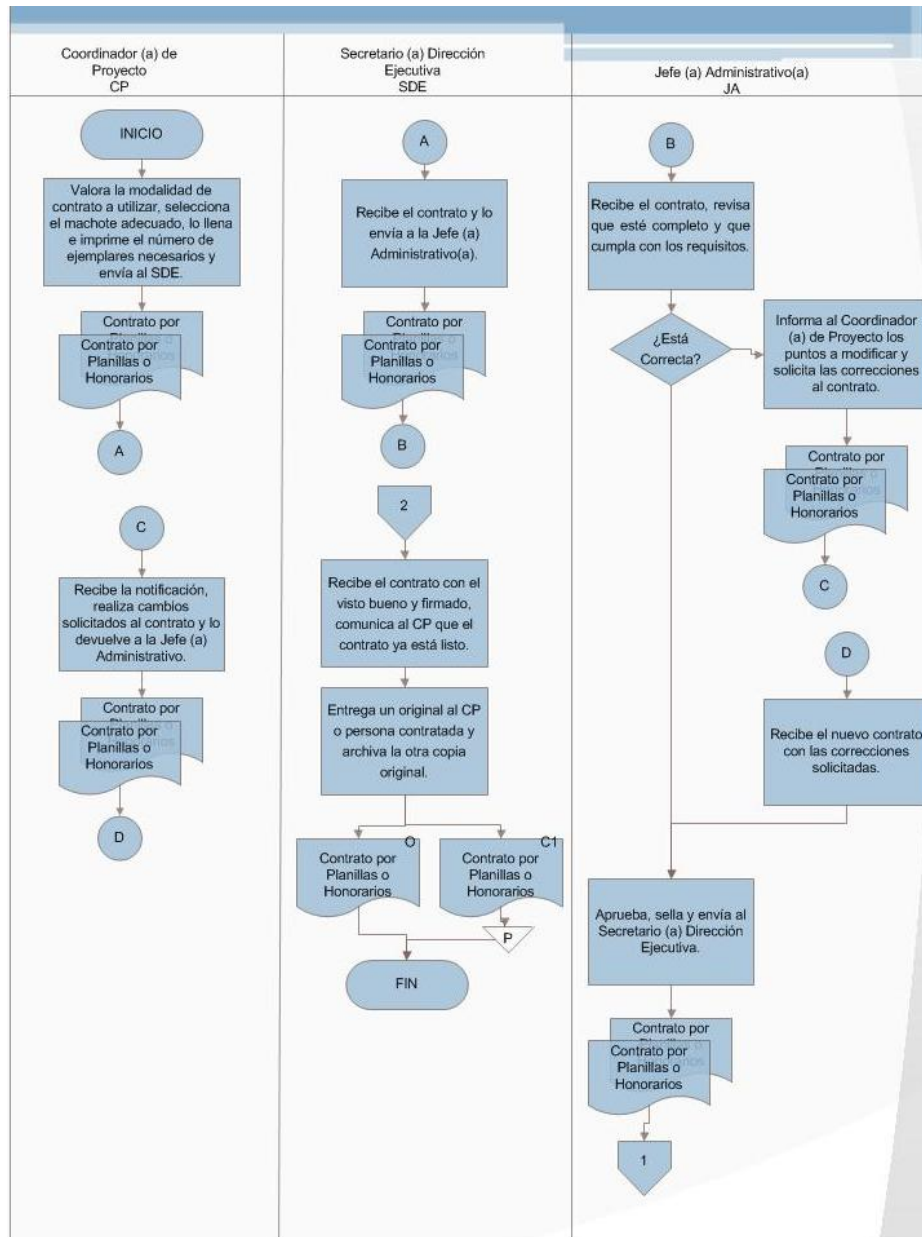 Coordinador (a) de
Proyecto
CP
INICIO
Valora la modalidad de
contrato a utilizar, selecciona
el machote adecuado, lo llena
e imprime el número de
ejemplares necesarios y
envía al SDE.
Contrato por
Contrato por
Planillas o
Honorarios
A
C
Recibe la notificación,
realiza cambios
solicitados al contrato y lo
devuelve a la Jefe (a)
Administrativo.
Contrato por
Contrato por
Planillas o
Honorarios
D
Secretario (a) Dirección
Ejecutiva
SDE
A
Recibe el contrato y lo
envía a la Jefe (a)
Administrativo(a).
Contrato por
Contrato por
Planillas o
Honorarios
B
2
Recibe el contrato con el
visto bueno y firmado,
comunica al CP que el
contrato ya está listo.
Entrega un original al CP
o persona contratada y
archiva la otra copia
original.
O
Contrato por
Planillas o
Honorarios
C1
Contrato por
Planillas o
Honorarios
P
FIN
Jefe (a) Administrativo(a)
JA
B
Recibe el contrato, revisa
que esté completo y que
cumpla con los requisitos.
¿Está
Correcta?
Informa al Coordinador
(a) de Proyecto los
puntos a modificar y
solicita las correcciones
al contrato.
Contrato por
Contrato por
Planillas o
Honorarios
C
D
Recibe el nuevo contrato
con las correcciones
solicitadas.
Aprueba, sella y envía al
Secretario (a) Dirección
Ejecutiva.
Contrato por
Contrato por
Planillas o
Honorarios
1